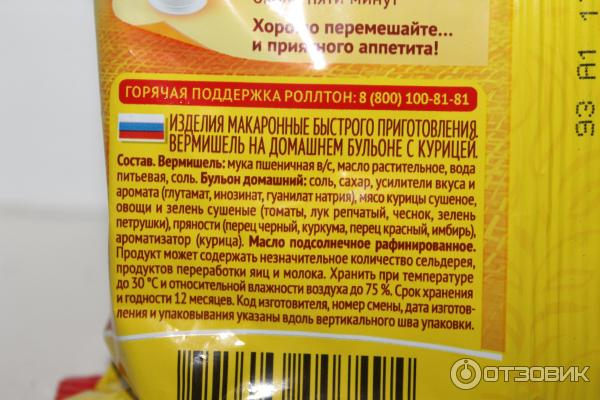 пяти минут
Хорошо перемешайте...
и приятного аппетита!
ГОРЯЧАЯ ПОДДЕРЖКА РОЛЛТОН: 8 (800) 100-81-81
ИЗДЕЛИЯ МАКАРОННЫЕ БЫСТРОГО ПРИГОТОВЛЕНИЯ.
ВЕРМИШЕЛЬ НА ДОМАШНЕМ БУЛЬОНЕ С КУРИЦЕЙ.
Состав. Вермишель: мука пшеничная в/с, масло растительное, вода
питьевая, соль. Бульон домашний: соль, сахар, усилители вкуса и
аромата (глутамат, инозинат, гуанилат натрия), мясо курицы сушеное,
овощи и зелень сушеные (томаты, лук репчатый, чеснок, зелень
петрушки), пряности (перец черный, куркума, перец красный, имбирь),
ароматизатор (курица). Масло подсолнечное рафинированное.
Продукт может содержать незначительное количество сельдерея,
продуктов переработки яиц и молока. Хранить при температуре
до 30 °С и относительной влажности воздуха до 75 %. Срок хранения
и годности 12 месяцев. Код изготовителя, номер смены, дата изготов-
ления и упаковывания указаны вдоль вертикального шва упаковки.
93 A1 11
ОТЗОВИК